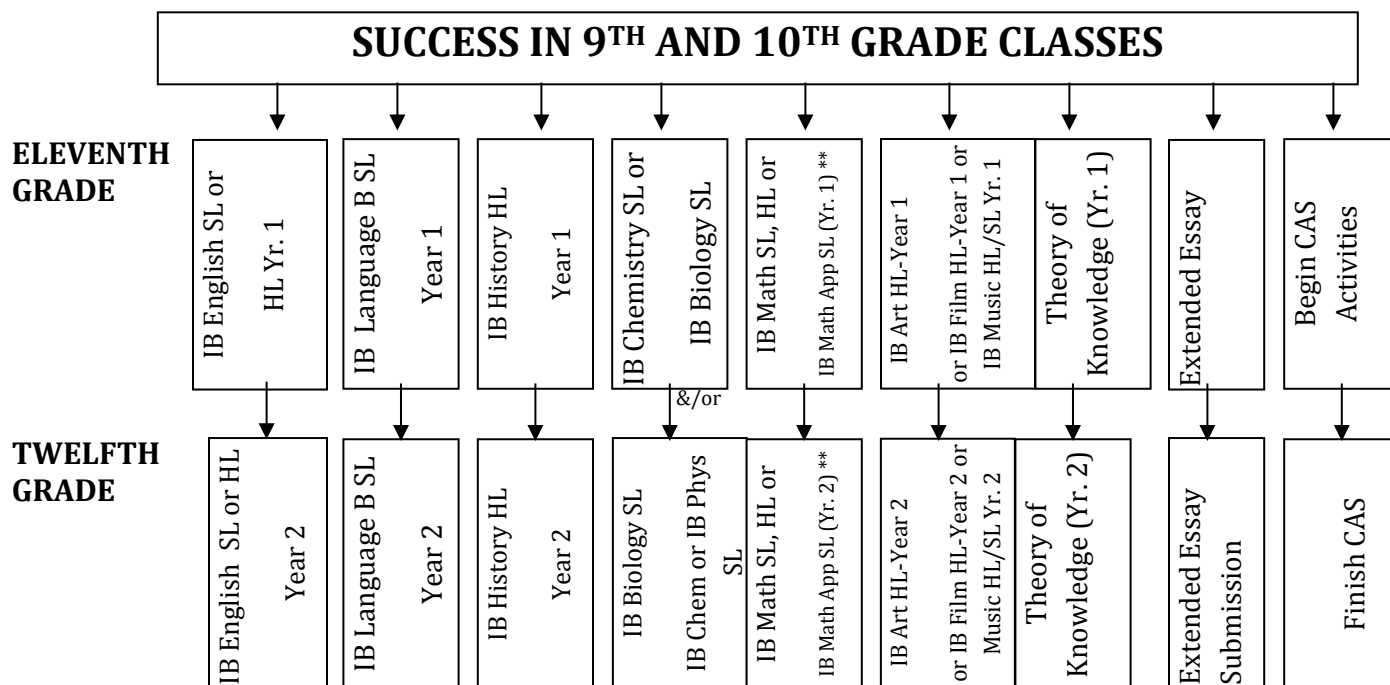 SUCCESS IN 9TH AND 10TH GRADE CLASSES
ELEVENTH
GRADE
IB English SL or
HL Yr. 1
IB Language B SL
Year 1
IB History HL
Year 1
IB Chemistry SL or
IB Biology SL
IB Math SL, HL or
IB Math App SL (Yr. 1) **
IB Art HL-Year 1
or IB Film HL-Year 1 or
IB Music HL/SL Yr. 1
Theory of
Knowledge (Yr. 1)
Extended Essay
Begin CAS
Activities
&/or
TWELFTH
GRADE
IB English SL or HL
Year 2
IB Language B SL
Year 2
IB History HL
Year 2
IB Biology SL
IB Chem or IB Phys
SL
IB Math SL, HL or
IB Math App SL (Yr. 2) **
IB Art HL-Year 2
or IB Film HL-Year 2 or
Music HL/SL Yr. 2
Theory of
Knowledge (Yr. 2)
Extended Essay
Submission
Finish CAS